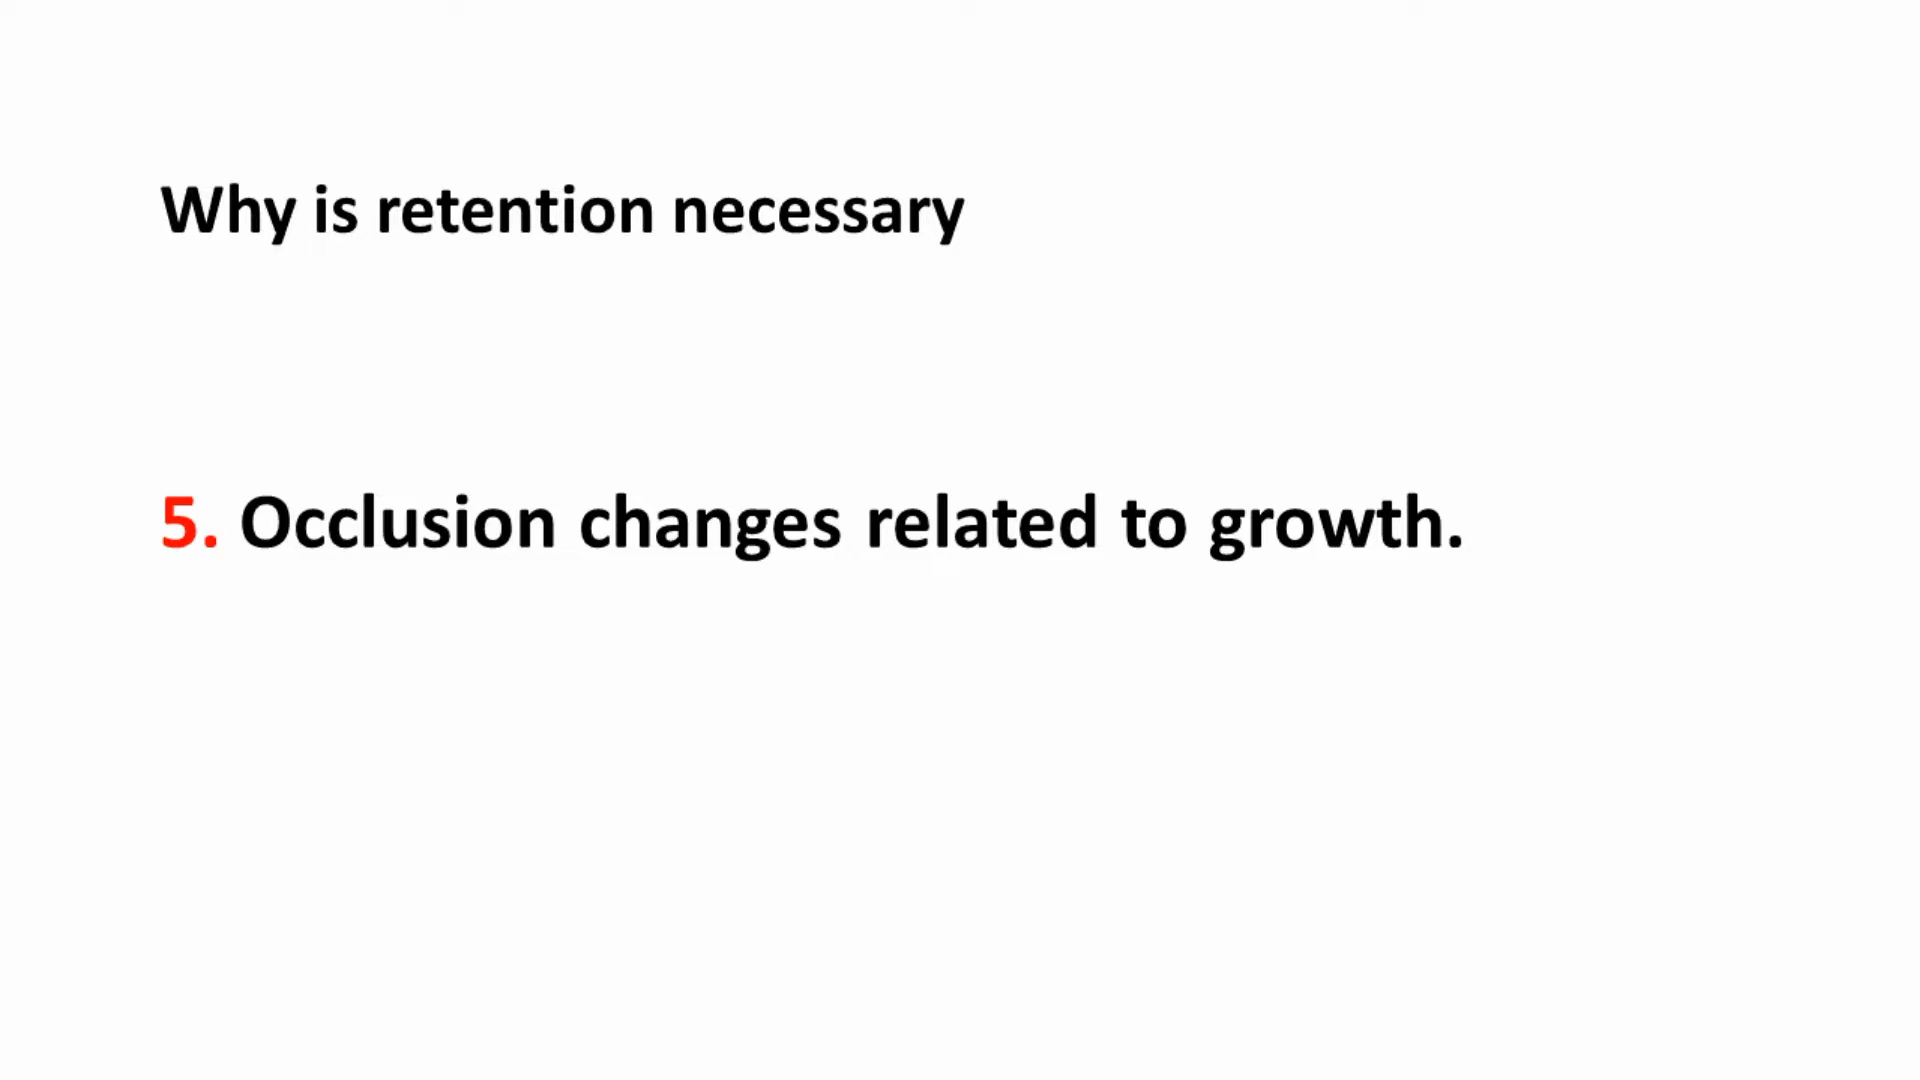 Why is retention necessary
5. Occlusion changes related to growth.